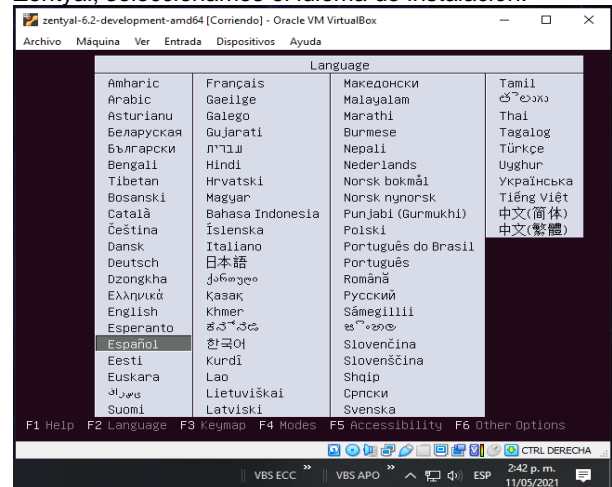 Zentyal, seleccionamos el idioma de instalación.
zentyal-6.2-development-amd64 [Corriendo] - Oracle VM VirtualBox
Archivo Máquina Ver Entrada Dispositivos Ayuda
Language
Amharic
Arabic
Asturianu
Беларуская
Български
Bengali
Tibetan
Bosanski
Català
Čeština
Dansk
Deutsch
Dzongkha
Ελληνικά
English
Esperanto
Español
Eesti
Euskara
فارسی
Suomi
Français
Gaeilge
Galego
Gujarati
עברית
Hindi
Hrvatski
Magyar
Bahasa Indonesia
Íslenska
Italiano
日本語
ქართული
Қазақ
Khmer
ಕನ್ನಡ
한국어
Kurdî
Lao
Lietuviškai
Latviski
Македонски
Malayalam
Marathi
Burmese
Nepali
Nederlands
Norsk bokmål
Norsk nynorsk
Punjabi (Gurmukhi)
Polski
Português do Brasil
Português
Română
Русский
Sámegillii
සිංහල
Slovenčina
Slovenščina
Shqip
Српски
Svenska
Tamil
తెలుగు
Thai
Tagalog
Türkçe
Uyghur
Українська
Tiếng Việt
中文(简体)
中文(繁體)
F1 Help F2 Language F3 Keymap F4 Modes F5 Accessibility F6 Other Options
CTRL DERECHA
VBS ECC » VBS APO » ESP 2:42 p. m.
11/05/2021